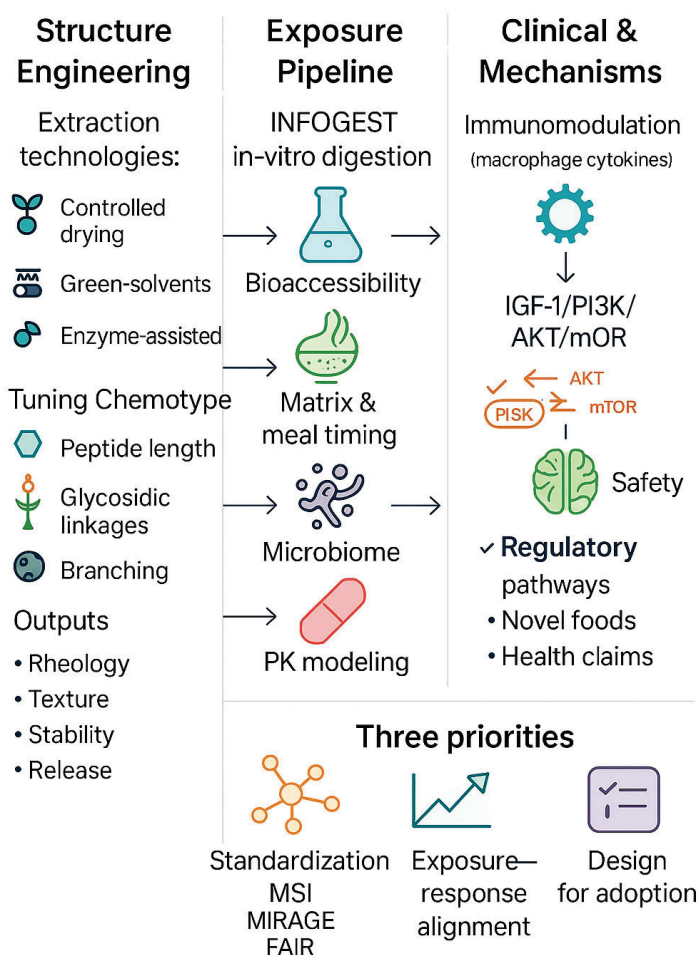 Structure
Engineering
Extraction
technologies:
Controlled
drying
Green-solvents
Enzyme-assisted
Tuning Chemotype
Peptide length
Glycosidic
linkages
Branching
Outputs
• Rheology
• Texture
• Stability
• Release
Exposure
Pipeline
INFOGEST
in-vitro digestion
Bioaccessibility
Matrix &
meal timing
Microbiome
PK modeling
Clinical &
Mechanisms
Immunomodulation
(macrophage cytokines)
IGF-1/PI3K/
AKT/mOR
AKT
PISK
mTOR
Safety
✓ Regulatory
pathways
• Novel foods
• Health claims
Three priorities
Standardization
MSI
MIRAGE
FAIR
Exposure—
response
alignment
Design
for adoption